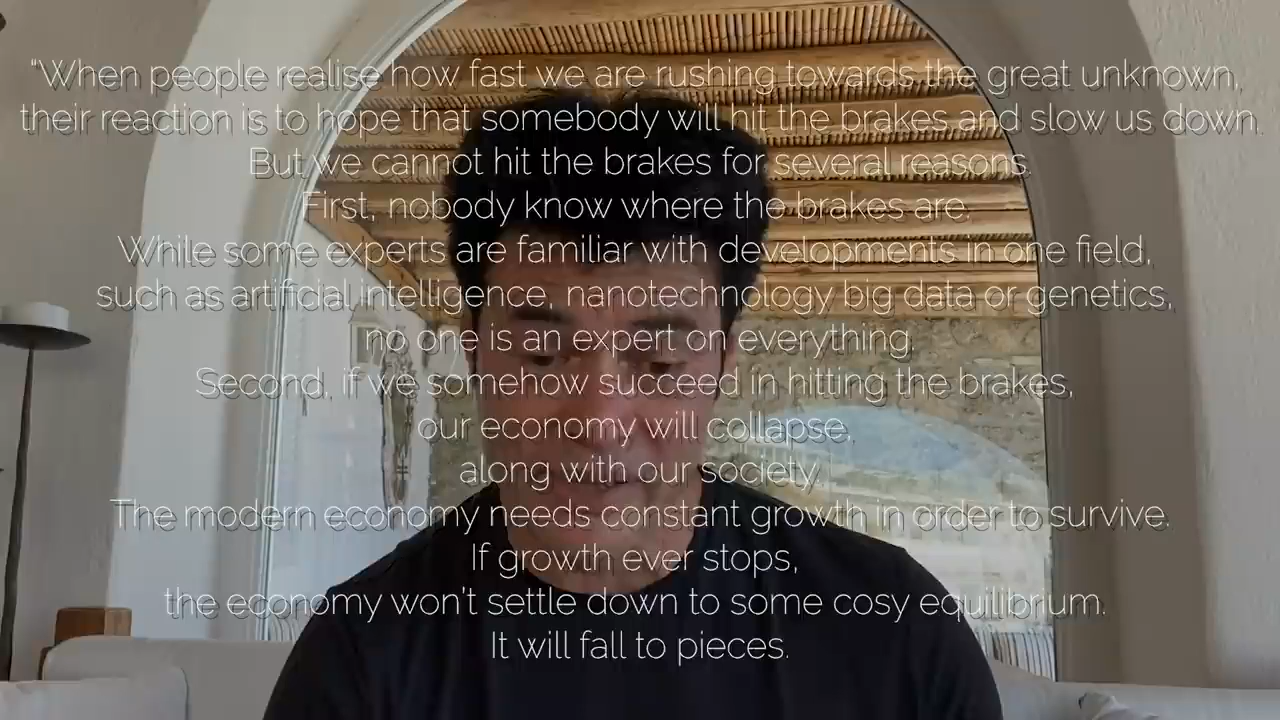 “When people realise how fast we are rushing towards the great unknown,
their reaction is to hope that somebody will hit the brakes and slow us down.
But we cannot hit the brakes for several reasons.
First, nobody know where the brakes are.
While some experts are familiar with developments in one field,
such as artificial intelligence, nanotechnology big data or genetics,
no one is an expert on everything.
Second, if we somehow succeed in hitting the brakes,
our economy will collapse,
along with our society.
The modern economy needs constant growth in order to survive.
If growth ever stops,
the economy won't settle down to some cosy equilibrium.
It will fall to pieces.